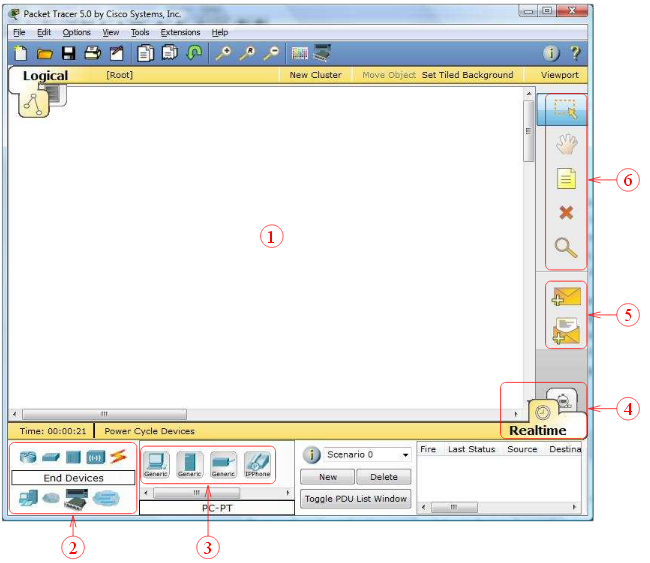 Packet Tracer 5.0 by Cisco Systems, Inc.
File Edit Options View Tools Extensions Help
Logical [Root] New Cluster Move Object Set Tiled Background Viewport
6
1
5
4
Realtime
Time: 00:00:21 Power Cycle Devices
Scenario 0
Fire Last Status Source Destina
Generic Generic Generic IPPhone
End Devices
New Delete
Toggle PDU List Window
PC-PT
2
3